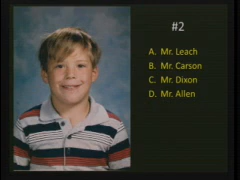 #2
A. Mr. Leach
B. Mr. Carson
C. Mr. Dixon
D. Mr. Allen